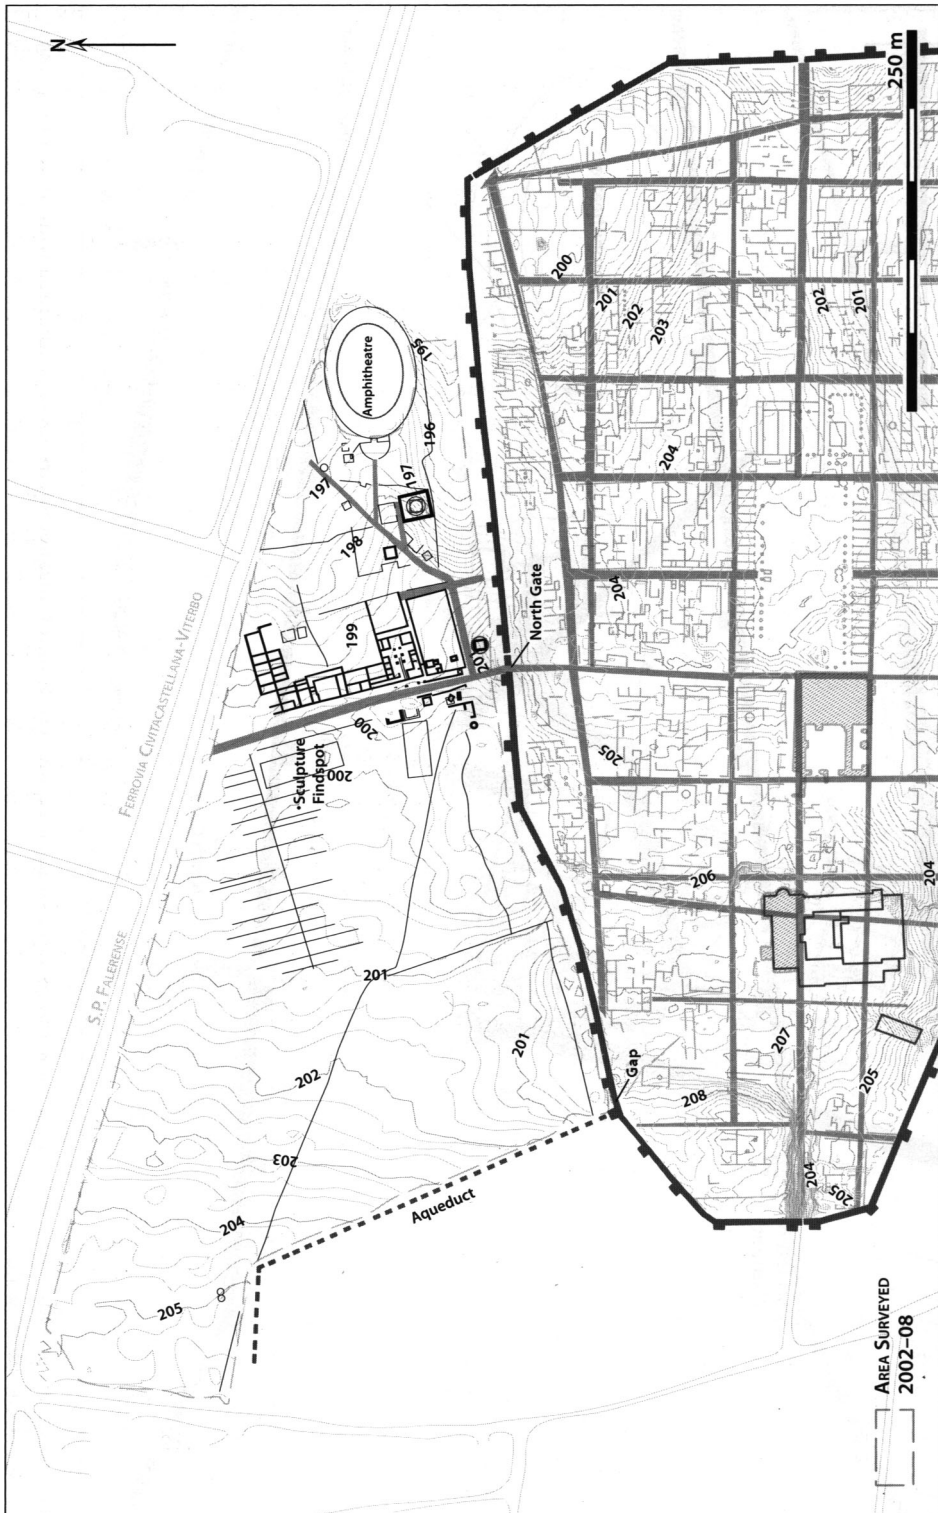 N
FERROVIA CIVITACASTELLANA-VITERBO
S.P. FALERENSE
205
204
203
202
201
•Sculpture
Findspot
200
200
199
198
197
Amphitheatre
197
196
195
Aqueduct
201
North Gate
Gap
200
201
202
203
204
204
205
206
208
207
204
205
205
204
202
201
250 m
AREA SURVEYED
2002–08